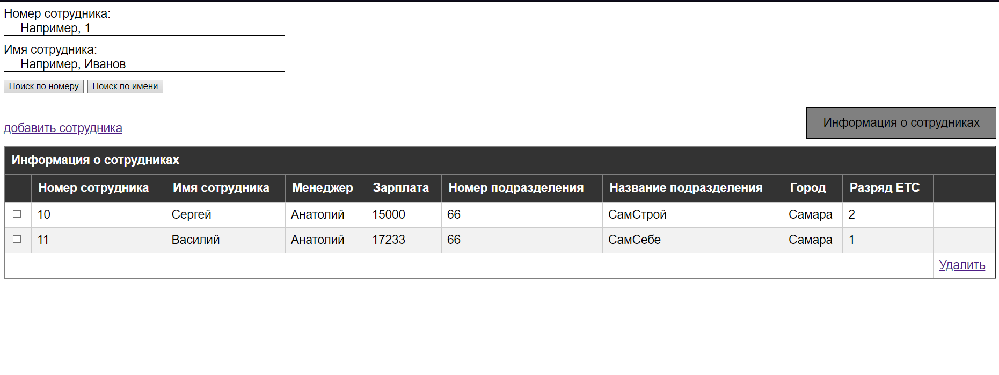 Номер сотрудника:
Например, 1
Имя сотрудника:
Например, Иванов
Поиск по номеру Поиск по имени
добавить сотрудника Информация о сотрудниках
Информация о сотрудниках
Номер сотрудника Имя сотрудника Менеджер Зарплата Номер подразделения Название подразделения Город Разряд ЕТС
10 Сергей Анатолий 15000 66 СамСтрой Самара 2
11 Василий Анатолий 17233 66 СамСебе Самара 1
Удалить